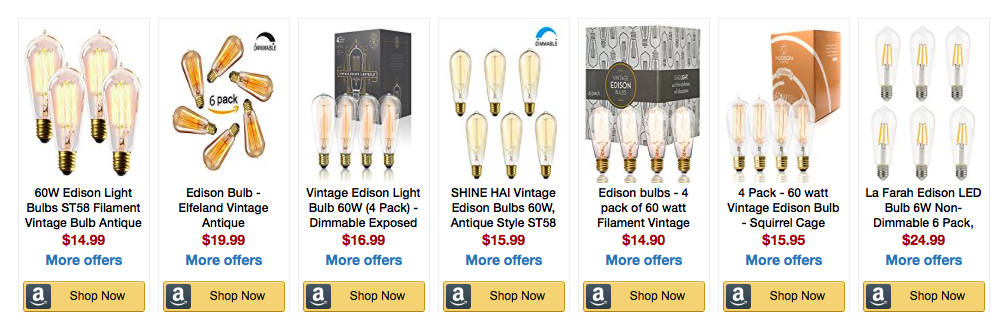 DIMMABLE
6 pack
DIMMABLE
VINTAGE
EDISON
BULBS
4 pack
HUDSON
60W Edison Light
Bulbs ST58 Filament
Vintage Bulb Antique
$14.99
More offers
Shop Now
Edison Bulb -
Elfeland Vintage
Antique
$19.99
More offers
Shop Now
Vintage Edison Light
Bulb 60W (4 Pack) -
Dimmable Exposed
$16.99
More offers
Shop Now
SHINE HAI Vintage
Edison Bulbs 60W,
Antique Style ST58
$15.99
More offers
Shop Now
Edison bulbs - 4
pack of 60 watt
Filament Vintage
$14.90
More offers
Shop Now
4 Pack - 60 watt
Vintage Edison Bulb
- Squirrel Cage
$15.95
More offers
Shop Now
La Farah Edison LED
Bulb 6W Non-
Dimmable 6 Pack,
$24.99
More offers
Shop Now